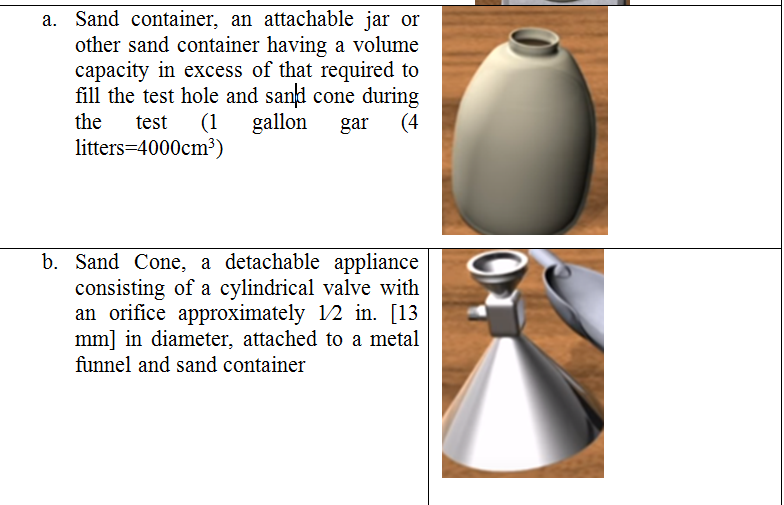 a. Sand container, an attachable jar or
other sand container having a volume
capacity in excess of that required to
fill the test hole and sand cone during
the test (1 gallon gar (4
litters=4000cm³)
b. Sand Cone, a detachable appliance
consisting of a cylindrical valve with
an orifice approximately 1⁄2 in. [13
mm] in diameter, attached to a metal
funnel and sand container